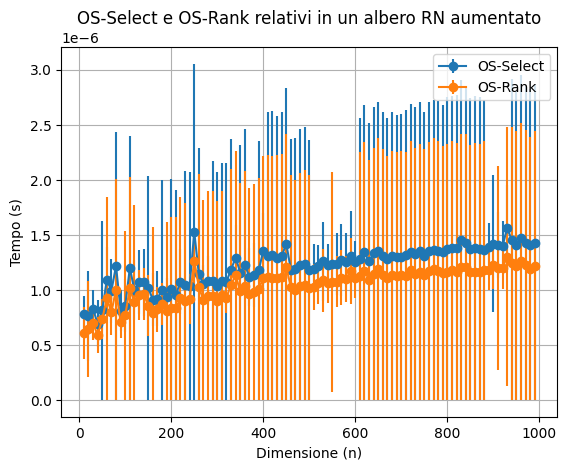 OS-Select e OS-Rank relativi in un albero RN aumentato
1e−6
3.0
2.5
2.0
1.5
1.0
0.5
0.0
Tempo (s)
OS-Select
OS-Rank
0 200 400 600 800 1000
Dimensione (n)